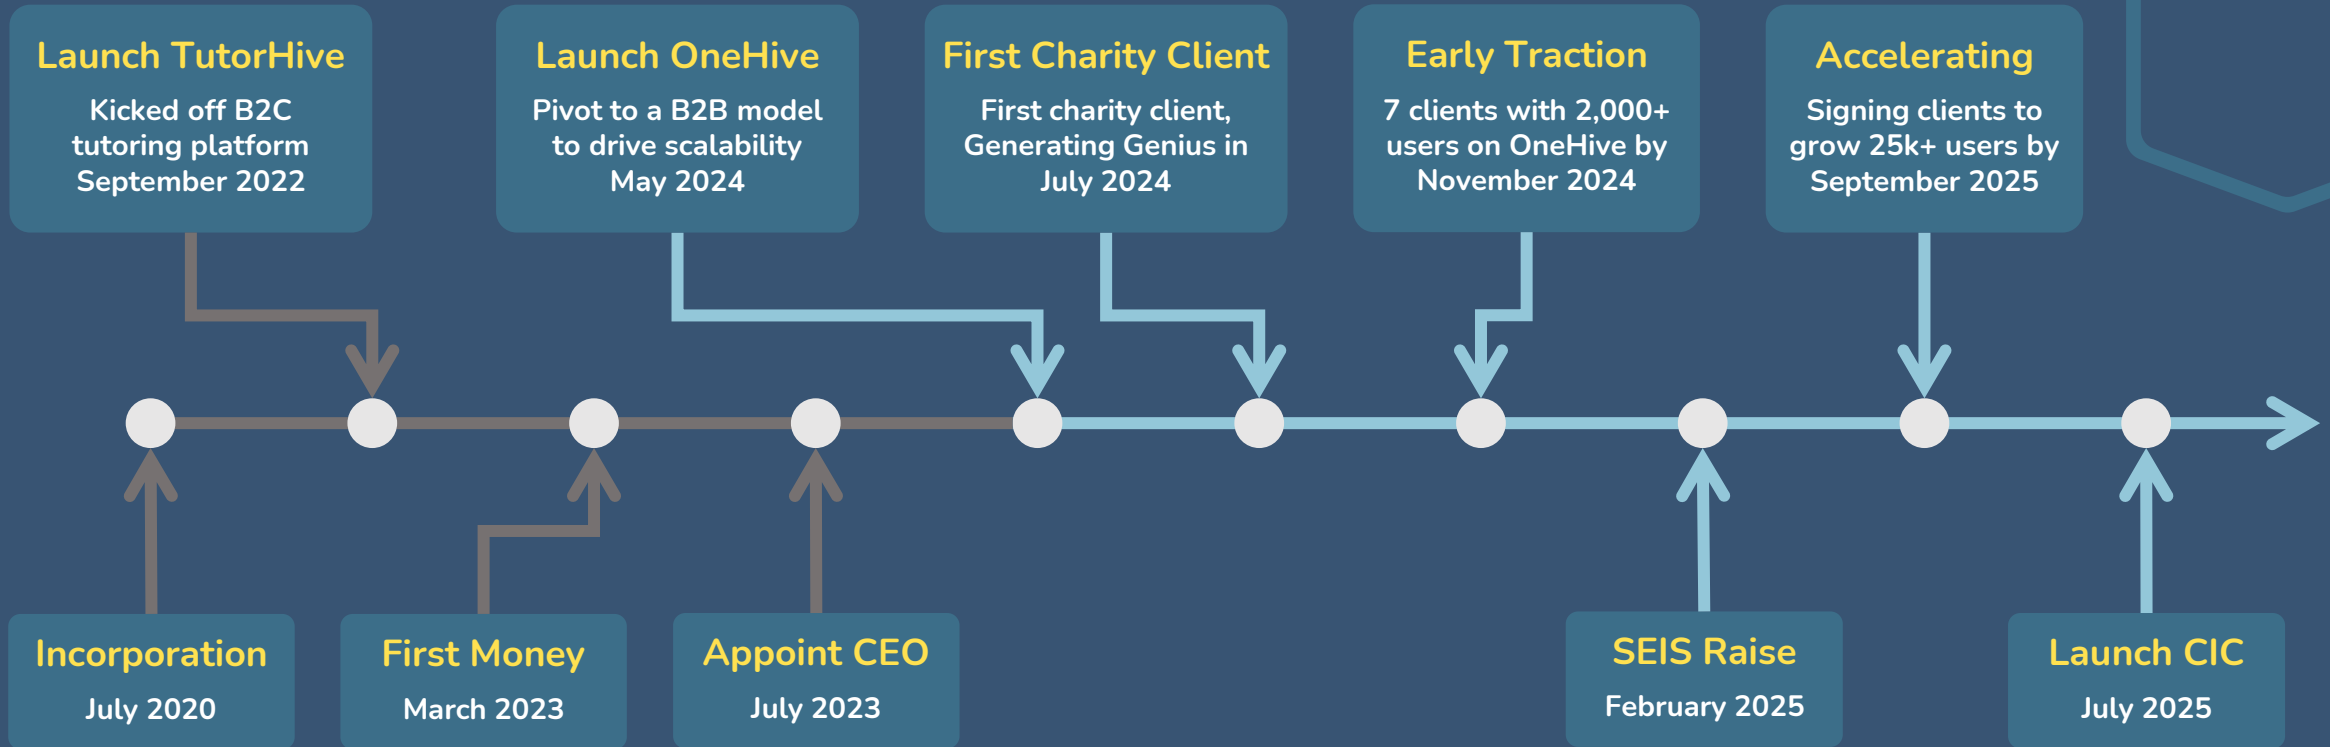 Launch TutorHive
Kicked off B2C
tutoring platform
September 2022
Launch OneHive
Pivot to a B2B model
to drive scalability
May 2024
First Charity Client
First charity client,
Generating Genius in
July 2024
Early Traction
7 clients with 2,000+
users on OneHive by
November 2024
Accelerating
Signing clients to
grow 25k+ users by
September 2025
Incorporation
July 2020
First Money
March 2023
Appoint CEO
July 2023
SEIS Raise
February 2025
Launch CIC
July 2025